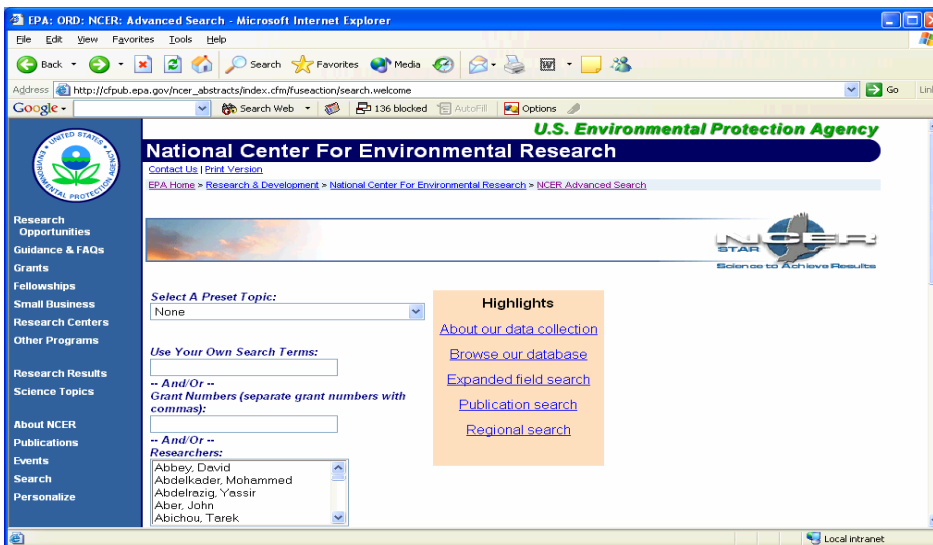 EPA: ORD: NCER: Advanced Search - Microsoft Internet Explorer
File Edit View Favorites Tools Help
Back Search Favorites Media
Address http://cfpub.epa.gov/ncer_abstracts/index.cfm/fuseaction/search.welcome Go
Google Search Web 136 blocked AutoFill Options
U.S. Environmental Protection Agency
National Center For Environmental Research
Contact Us | Print Version
EPA Home > Research & Development > National Center For Environmental Research > NCER Advanced Search
UNITED STATES
Research
Opportunities
Guidance & FAQs
Grants
Fellowships
Small Business
Research Centers
Other Programs
Research Results
Science Topics
About NCER
Publications
Events
Search
Personalize
NCER
STAR
Science to Achieve Results
Select A Preset Topic:
None
Use Your Own Search Terms:
-- And/Or --
Grant Numbers (separate grant numbers with
commas):
-- And/Or --
Researchers:
Abbey, David
Abdelkader, Mohammed
Abdelrazig, Yassir
Aber, John
Abichou, Tarek
Highlights
About our data collection
Browse our database
Expanded field search
Publication search
Regional search
Local intranet